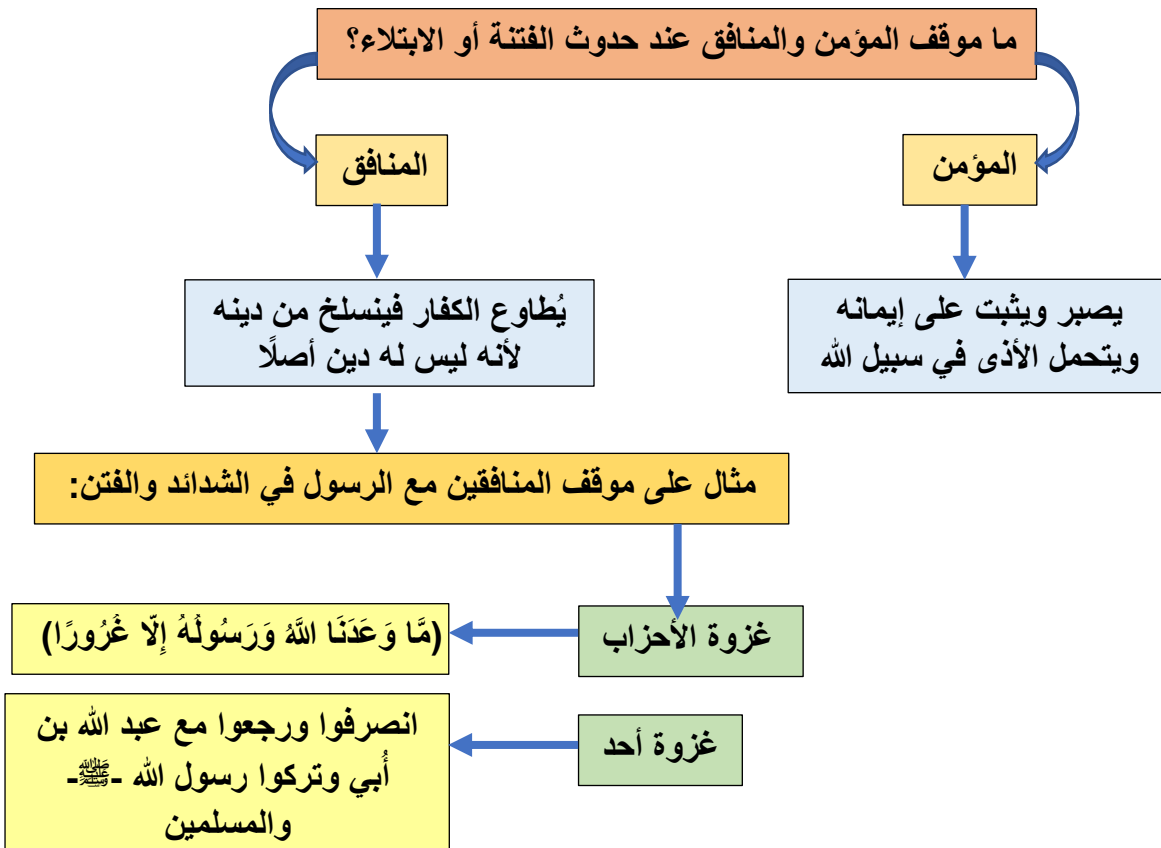 ما موقف المؤمن والمنافق عند حدوث الفتنة أو الابتلاء؟
المؤمن
المنافق
يصبر ويثبت على إيمانه
ويتحمل الأذى في سبيل الله
يُطاوع الكفار فينسلخ من دينه
لأنه ليس له دين أصلًا
مثال على موقف المنافقين مع الرسول في الشدائد والفتن:
غزوة الأحزاب
(مَّا وَعَدَنَا اللَّهُ وَرَسُولُهُ إِلَّا غُرُورًا)
غزوة أحد
انصرفوا ورجعوا مع عبد الله بن
أُبي وتركوا رسول الله -ﷺ-
والمسلمين